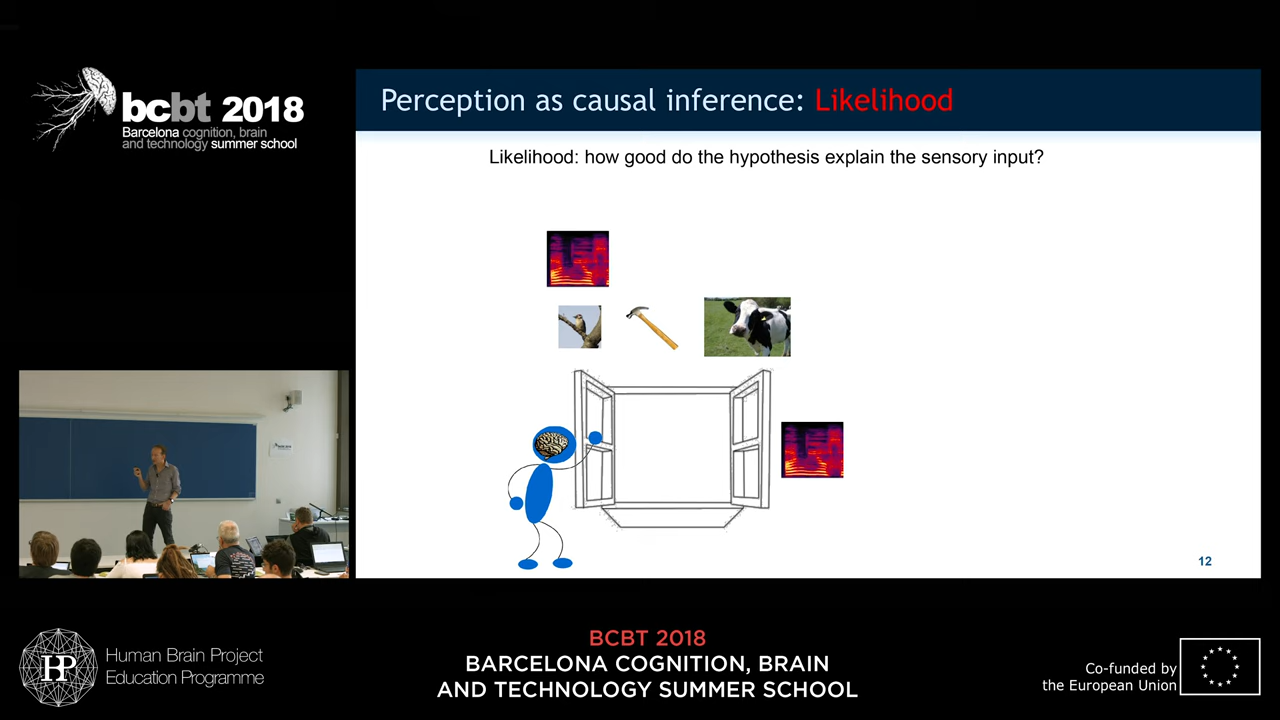 bcbt 2018
Barcelona cognition, brain
and technology summer school
Perception as causal inference: Likelihood
Likelihood: how good do the hypothesis explain the sensory input?
12
HP
Human Brain Project
Education Programme
BCBT 2018
BARCELONA COGNITION, BRAIN
AND TECHNOLOGY SUMMER SCHOOL
Co-funded by
the European Union